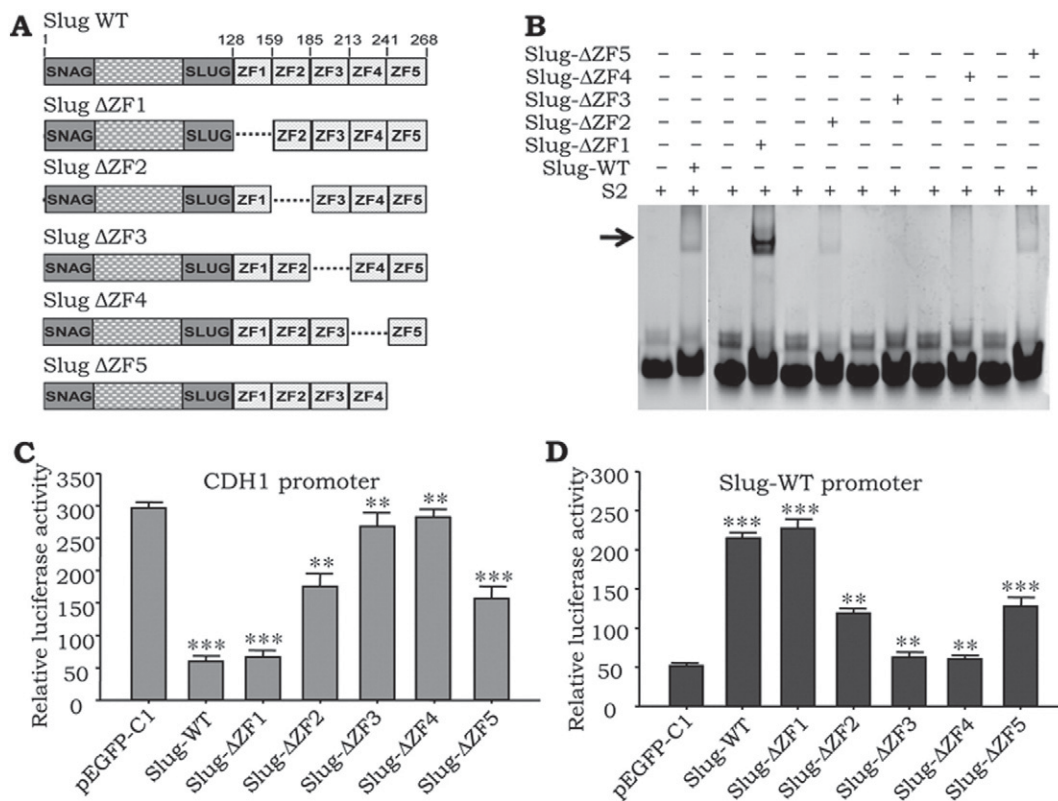 A
Slug WT
1 128 159 185 213 241 268
SNAG SLUG ZF1 ZF2 ZF3 ZF4 ZF5
Slug ΔZF1
SNAG SLUG ZF2 ZF3 ZF4 ZF5
Slug ΔZF2
SNAG SLUG ZF1 ZF3 ZF4 ZF5
Slug ΔZF3
SNAG SLUG ZF1 ZF2 ZF4 ZF5
Slug ΔZF4
SNAG SLUG ZF1 ZF2 ZF3 ZF5
Slug ΔZF5
SNAG SLUG ZF1 ZF2 ZF3 ZF4
B
Slug-ΔZF5 – – – – – – – – – – – +
Slug-ΔZF4 – – – – – – – – – + – –
Slug-ΔZF3 – – – – – – – + – – – –
Slug-ΔZF2 – – – – – + – – – – – –
Slug-ΔZF1 – – – + – – – – – – – –
Slug-WT – + – – – – – – – – – –
S2 + + + + + + + + + + + +
C
CDH1 promoter
Relative luciferase activity
350
300
250
200
150
100
50
0
*** *** ** ** ** ***
pEGFP-C1
Slug-WT
Slug-ΔZF1
Slug-ΔZF2
Slug-ΔZF3
Slug-ΔZF4
Slug-ΔZF5
D
Slug-WT promoter
Relative luciferase activity
300
250
200
150
100
50
0
*** *** ** ** ** ***
pEGFP-C1
Slug-WT
Slug-ΔZF1
Slug-ΔZF2
Slug-ΔZF3
Slug-ΔZF4
Slug-ΔZF5